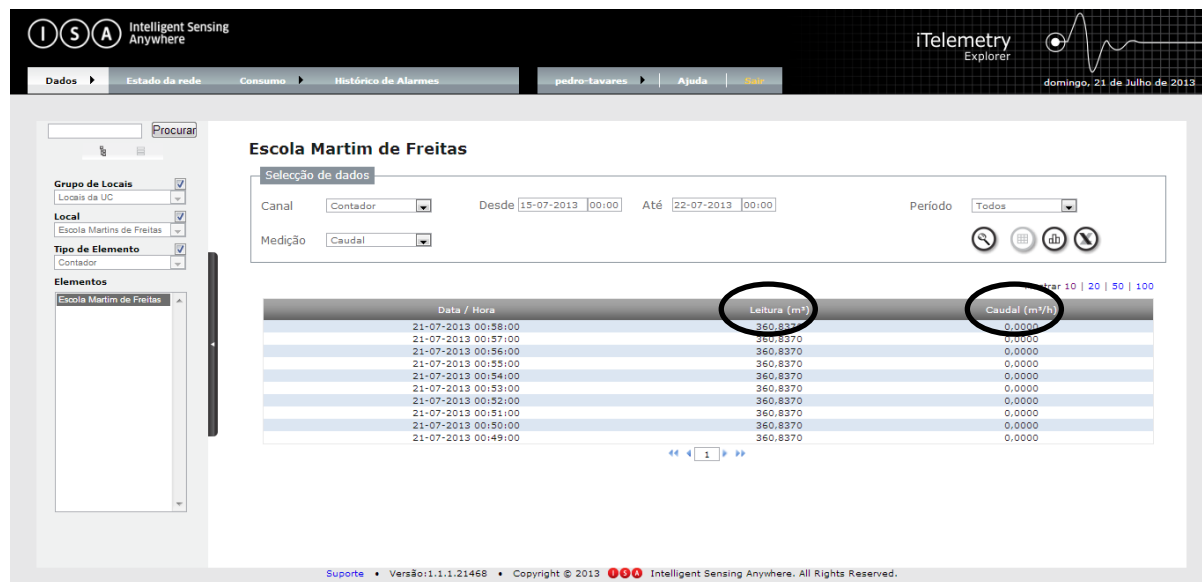 ISA Intelligent Sensing
Anywhere
iTelemetry
Explorer
Dados Estado da rede Consumo Histórico de Alarmes pedro-tavares Ajuda Sair
domingo, 21 de Julho de 2013
Procurar
Grupo de Locais
Locais da UC
Local
Escola Martins de Freitas
Tipo de Elemento
Contador
Elementos
Escola Martim de Freitas
Escola Martim de Freitas
Selecção de dados
Canal Contador Desde 15-07-2013 00:00 Até 22-07-2013 00:00 Período Todos
Medição Caudal
10 | 20 | 50 | 100
Data / Hora Leitura (m³) Caudal (m³/h)
21-07-2013 00:58:00 360,8370 0,0000
21-07-2013 00:57:00 360,8370 0,0000
21-07-2013 00:56:00 360,8370 0,0000
21-07-2013 00:55:00 360,8370 0,0000
21-07-2013 00:54:00 360,8370 0,0000
21-07-2013 00:53:00 360,8370 0,0000
21-07-2013 00:52:00 360,8370 0,0000
21-07-2013 00:51:00 360,8370 0,0000
21-07-2013 00:50:00 360,8370 0,0000
21-07-2013 00:49:00 360,8370 0,0000
1
Suporte • Versão:1.1.1.21468 • Copyright © 2013 ISA Intelligent Sensing Anywhere. All Rights Reserved.